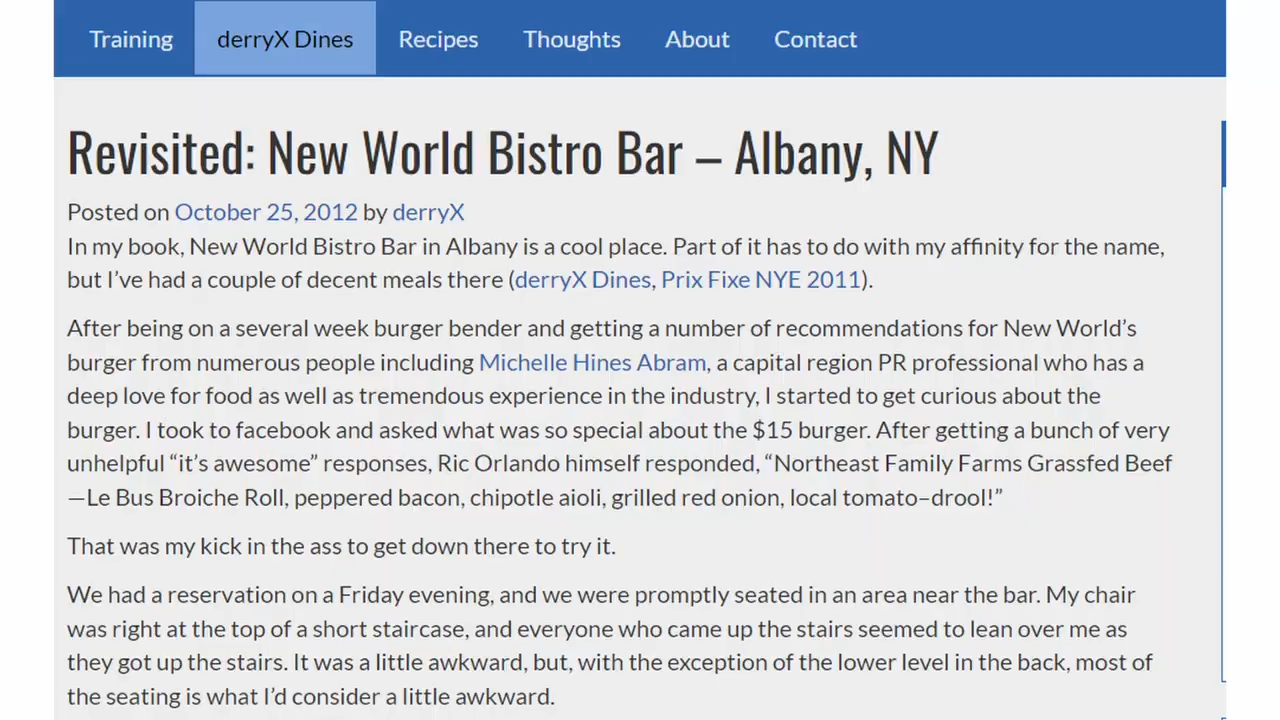 Training derryX Dines Recipes Thoughts About Contact
Revisited: New World Bistro Bar – Albany, NY
Posted on October 25, 2012 by derryX
In my book, New World Bistro Bar in Albany is a cool place. Part of it has to do with my affinity for the name,
but I’ve had a couple of decent meals there (derryX Dines, Prix Fixe NYE 2011).
After being on a several week burger bender and getting a number of recommendations for New World’s
burger from numerous people including Michelle Hines Abram, a capital region PR professional who has a
deep love for food as well as tremendous experience in the industry, I started to get curious about the
burger. I took to facebook and asked what was so special about the $15 burger. After getting a bunch of very
unhelpful “it’s awesome” responses, Ric Orlando himself responded, “Northeast Family Farms Grassfed Beef
—Le Bus Broiche Roll, peppered bacon, chipotle aioli, grilled red onion, local tomato–drool!”
That was my kick in the ass to get down there to try it.
We had a reservation on a Friday evening, and we were promptly seated in an area near the bar. My chair
was right at the top of a short staircase, and everyone who came up the stairs seemed to lean over me as
they got up the stairs. It was a little awkward, but, with the exception of the lower level in the back, most of
the seating is what I’d consider a little awkward.